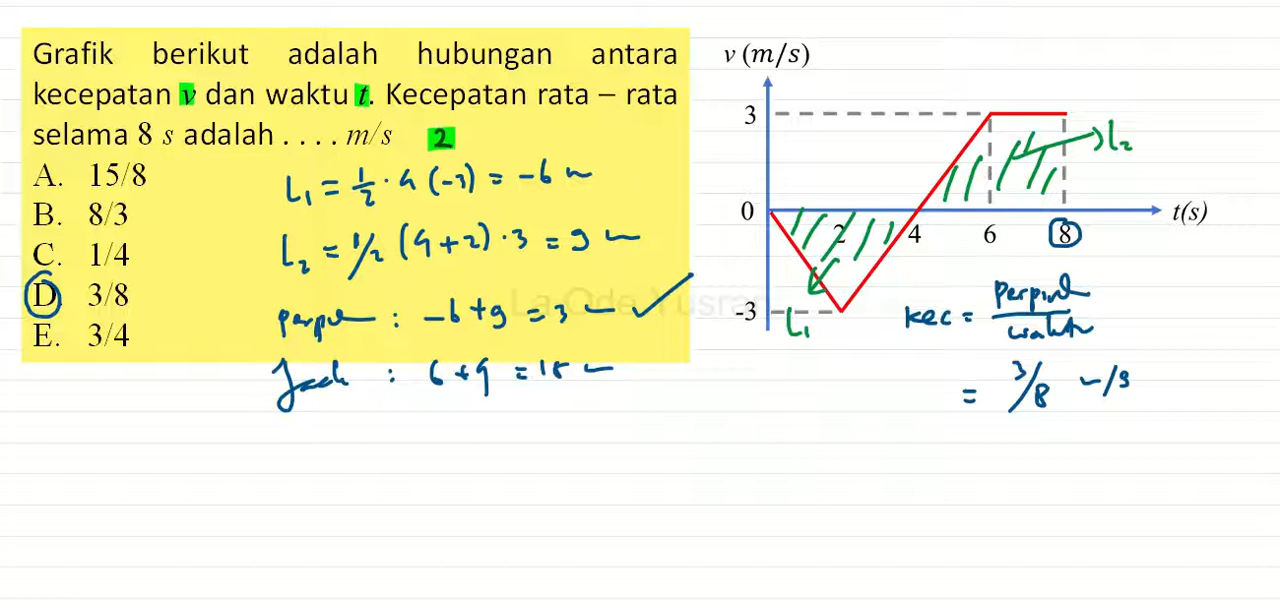 Grafik berikut adalah hubungan antara
kecepatan v dan waktu t. Kecepatan rata – rata
selama 8 s adalah . . . . m/s 2
A. 15/8
B. 8/3
C. 1/4
D. 3/8
E. 3/4
L₁ = 1/2 · 4 (-3) = -6 m
L₂ = 1/2 (4+2) · 3 = 9 m
: -6+9 = 3 m ✓
: 6+9 = 15 m
La Ode Yusran
v (m/s)
3
0
-3
2 4 6 8
t(s)
L₁
L₂
kec = perpind
waktu
= 3/8 m/s